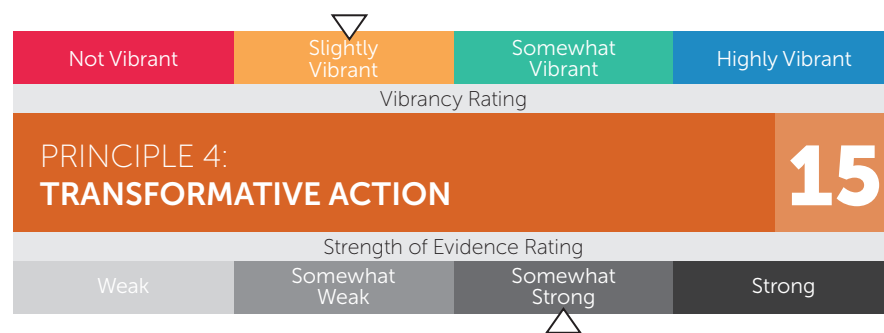 Not Vibrant
Slightly
Vibrant
Somewhat
Vibrant
Highly Vibrant
Vibrancy Rating
PRINCIPLE 4:
TRANSFORMATIVE ACTION
15
Strength of Evidence Rating
Weak
Somewhat
Weak
Somewhat
Strong
Strong